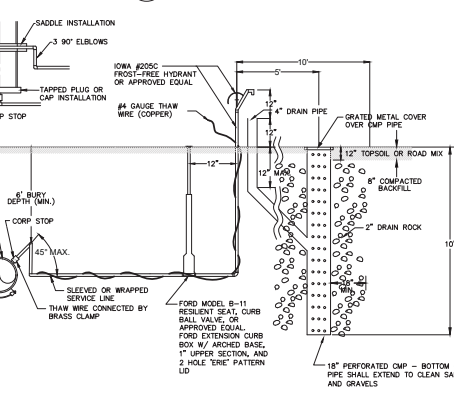 SADDLE INSTALLATION
3 90° ELBLOWS
TAPPED PLUG OR
CAP INSTALLATION
P STOP
IOWA #205C
FROST-FREE HYDRANT
OR APPROVED EQUAL
#4 GAUGE THAW
WIRE (COPPER)
10'
5'
12"
4" DRAIN PIPE
12"
GRATED METAL COVER
OVER CMP PIPE
12" TOPSOIL OR ROAD MIX
12"
12" MAX.
8" COMPACTED
BACKFILL
6' BURY
DEPTH (MIN.)
CORP STOP
45° MAX.
2" DRAIN ROCK
10'
18"
MIN.
SLEEVED OR WRAPPED
SERVICE LINE
THAW WIRE CONNECTED BY
BRASS CLAMP
FORD MODEL B-11
RESILIENT SEAT, CURB
BALL VALVE, OR
APPROVED EQUAL.
FORD EXTENSION CURB
BOX W/ ARCHED BASE,
1" UPPER SECTION, AND
2 HOLE 'ERIE' PATTERN
LID
18" PERFORATED CMP - BOTTOM
PIPE SHALL EXTEND TO CLEAN SA
AND GRAVELS